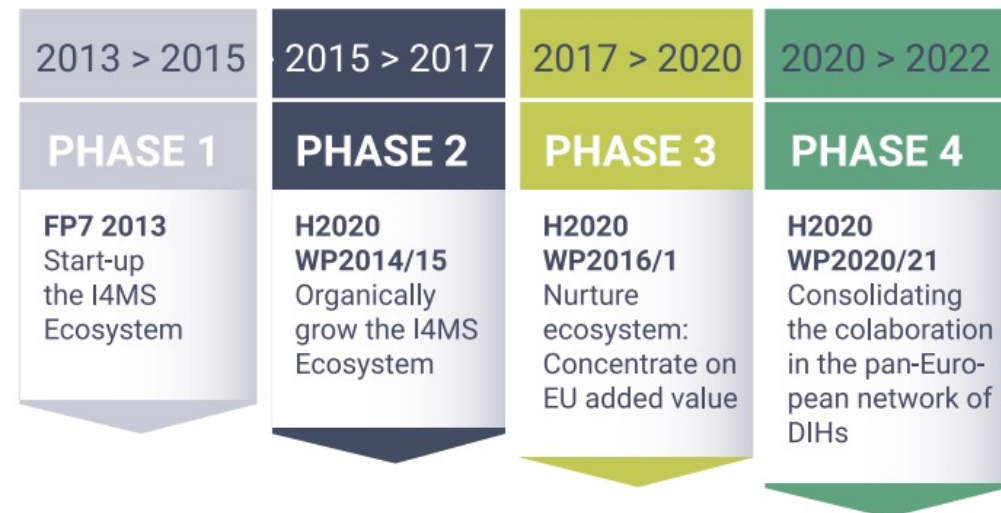 2013 > 2015
PHASE 1
FP7 2013
Start-up
the I4MS
Ecosystem
2015 > 2017
PHASE 2
H2020
WP2014/15
Organically
grow the I4MS
Ecosystem
2017 > 2020
PHASE 3
H2020
WP2016/1
Nurture
ecosystem:
Concentrate on
EU added value
2020 > 2022
PHASE 4
H2020
WP2020/21
Consolidating
the colaboration
in the pan-Euro-
pean network of
DIHs